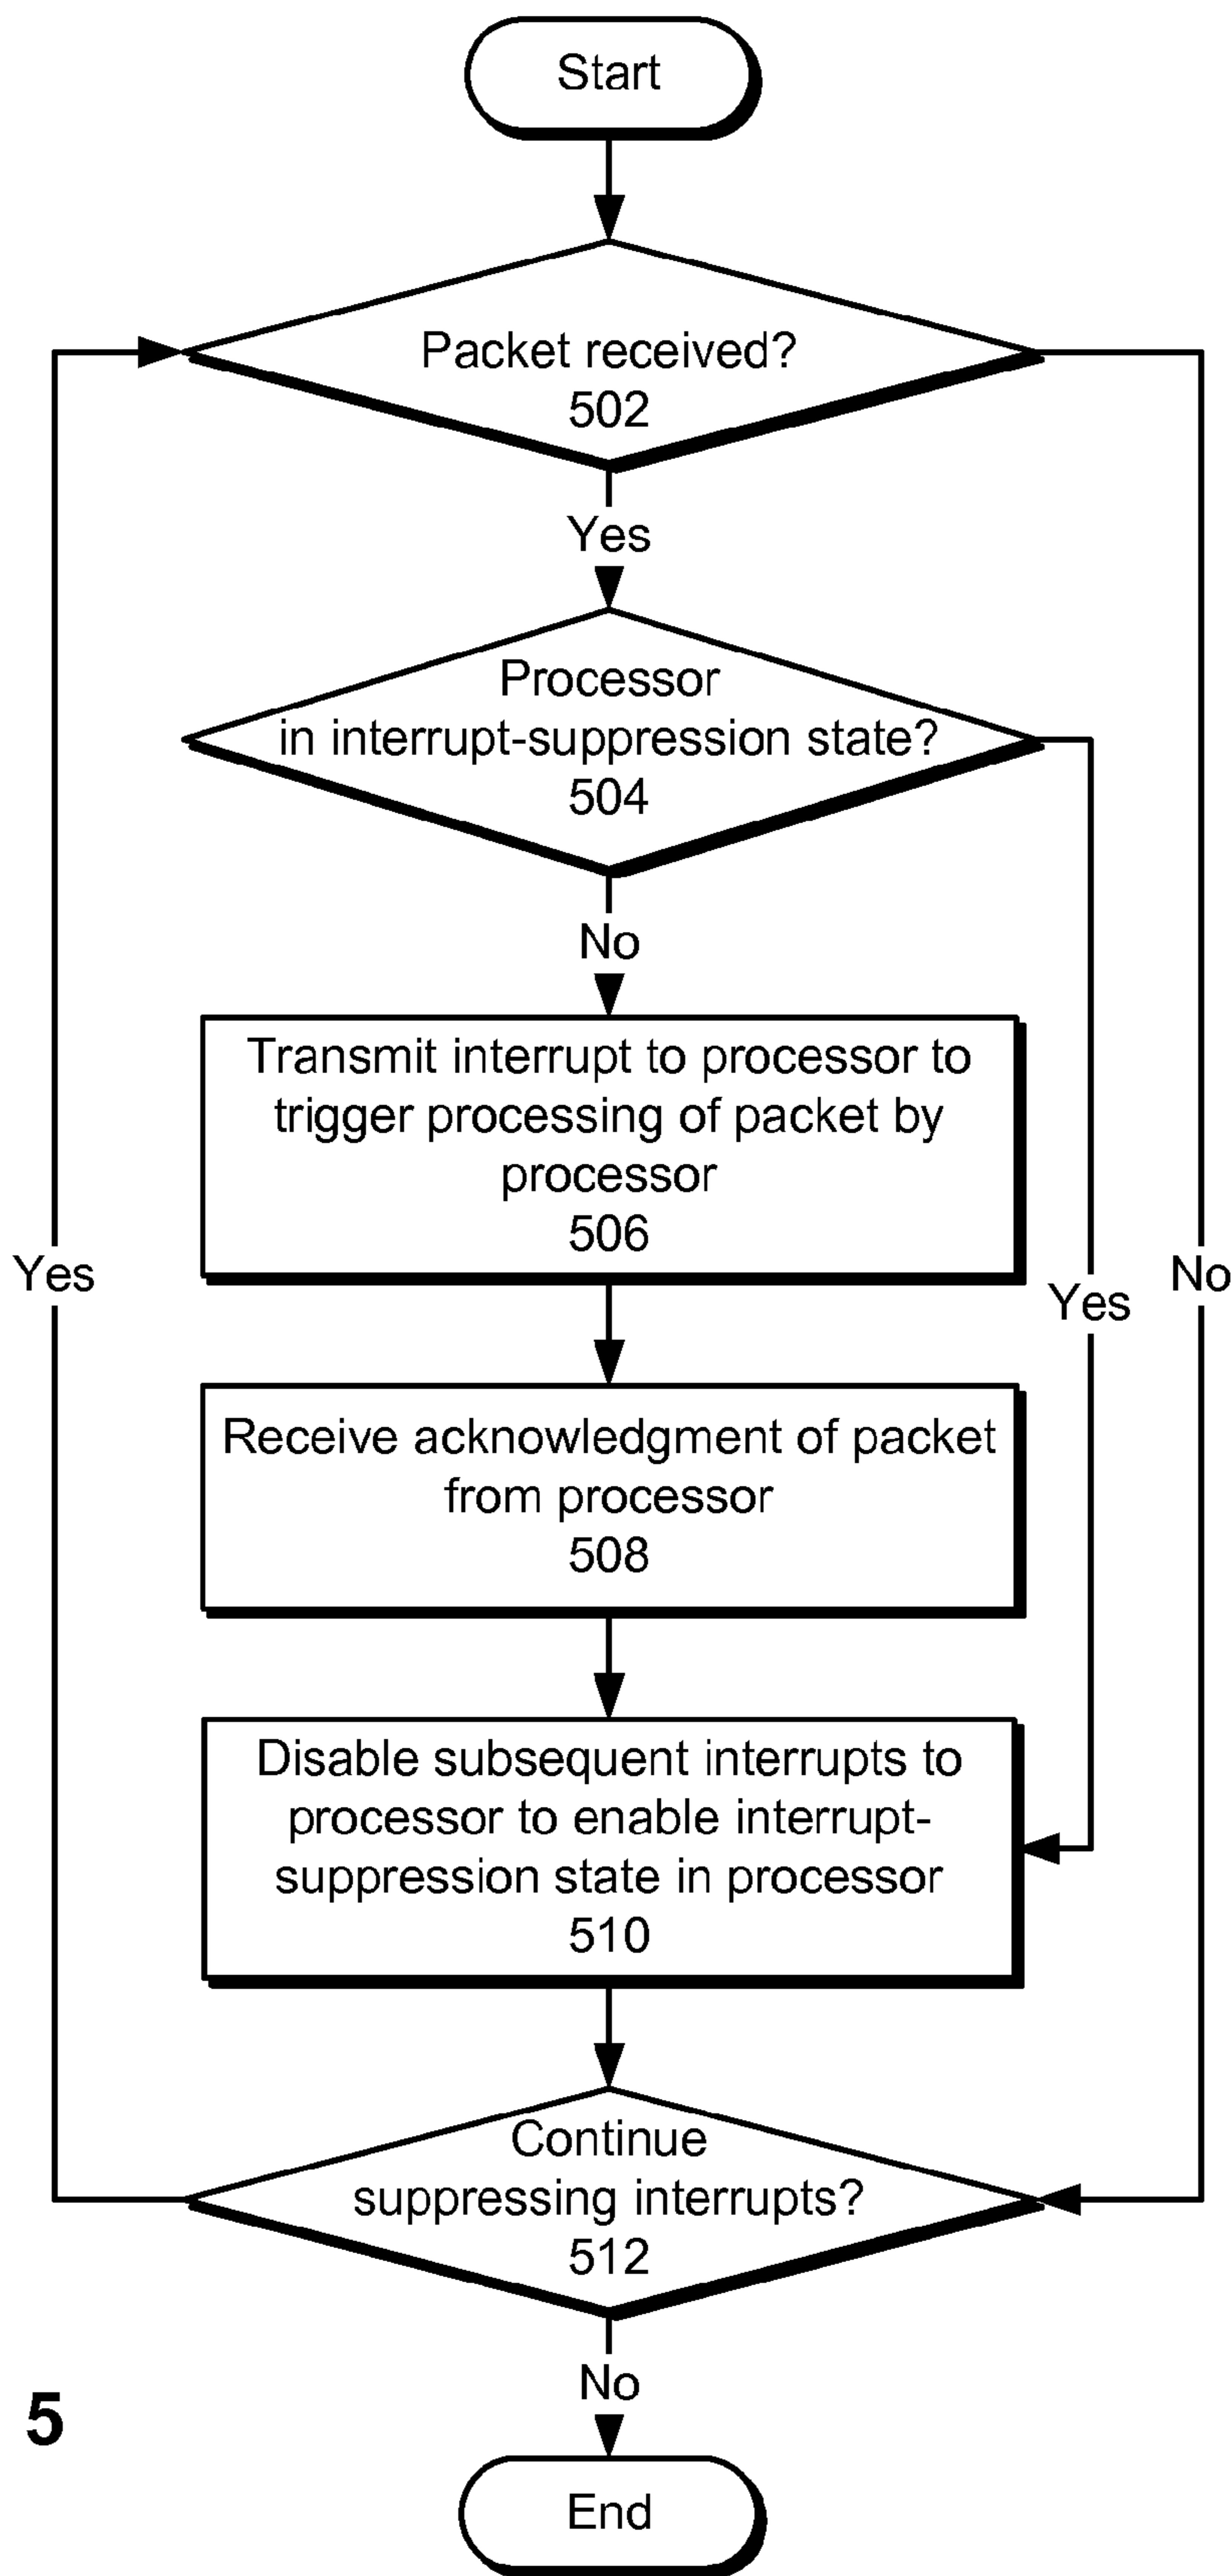 Start
Packet received?
502
Yes
Processor
in interrupt-suppression state?
504
No
Transmit interrupt to processor to
trigger processing of packet by
processor
506
Yes
Yes
No
Receive acknowledgment of packet
from processor
508
Disable subsequent interrupts to
processor to enable interrupt-
suppression state in processor
510
Continue
suppressing interrupts?
512
No
5
End